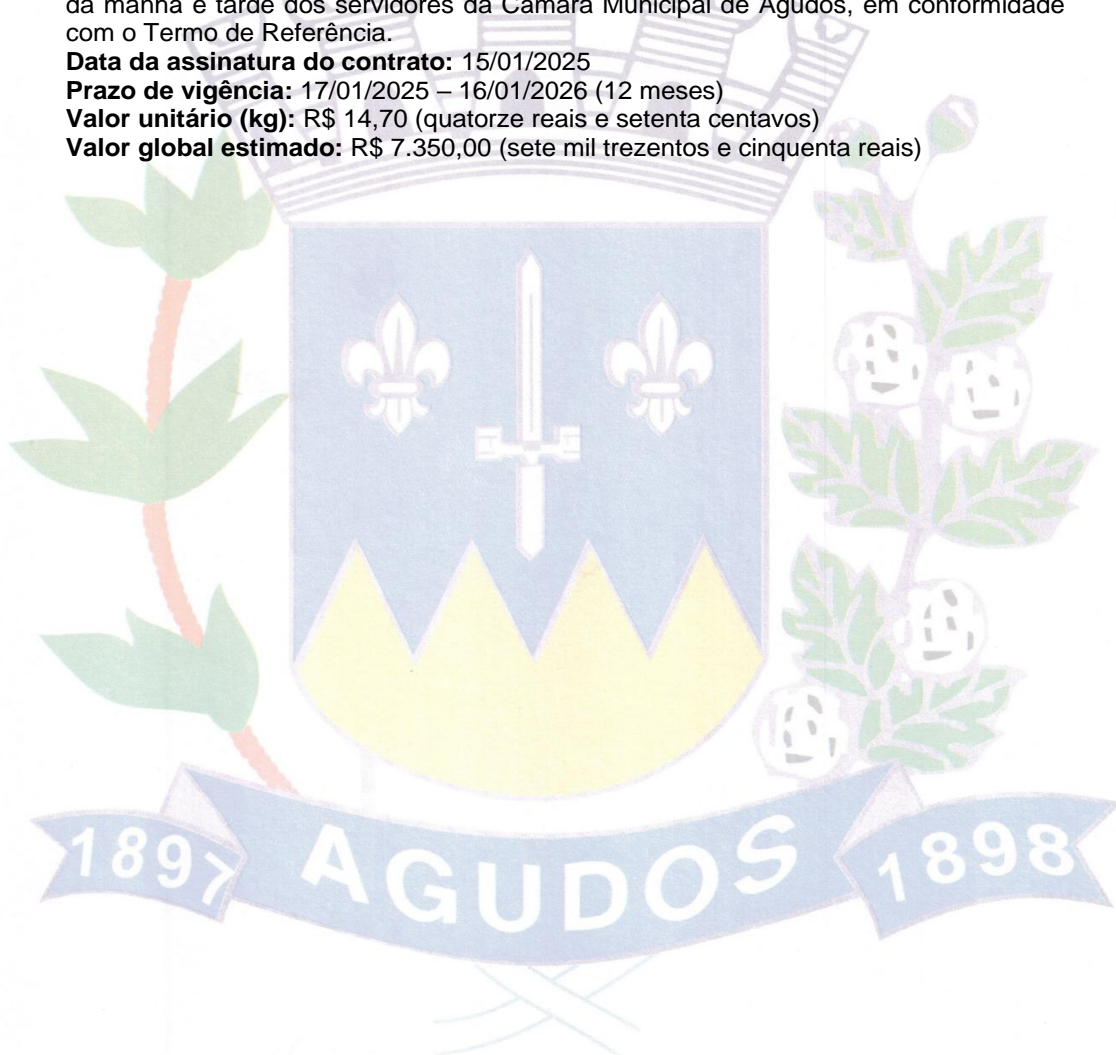 da manhã e tarde dos servidores da Câmara Municipal de Agudos, em conformidade
com o Termo de Referência.
Data da assinatura do contrato: 15/01/2025
Prazo de vigência: 17/01/2025 – 16/01/2026 (12 meses)
Valor unitário (kg): R$ 14,70 (quatorze reais e setenta centavos)
Valor global estimado: R$ 7.350,00 (sete mil trezentos e cinquenta reais)
1897 AGUDOS 1898